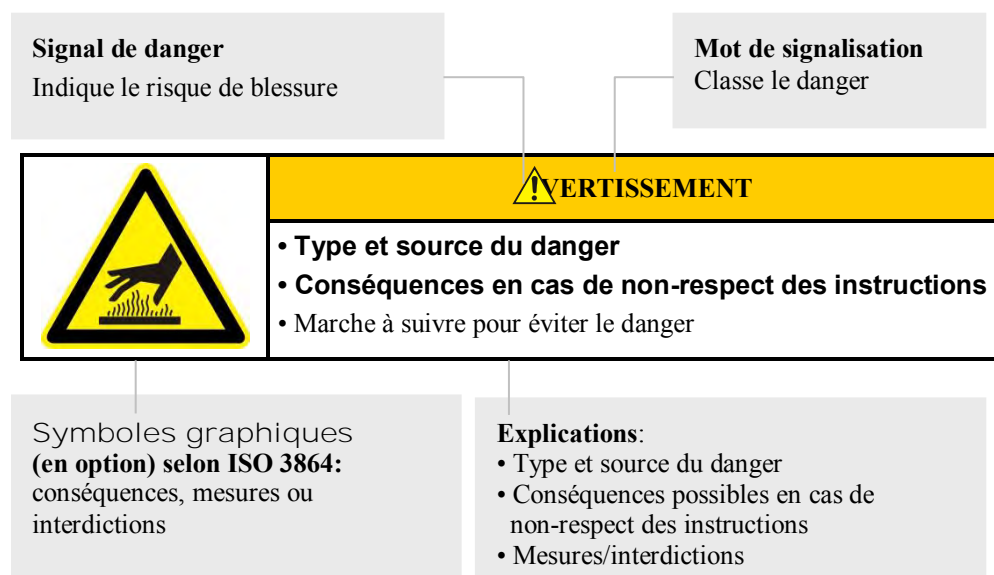 Signal de danger
Indique le risque de blessure
Mot de signalisation
Classe le danger
VERTISSEMENT
• Type et source du danger
• Conséquences en cas de non-respect des instructions
• Marche à suivre pour éviter le danger
Symboles graphiques
(en option) selon ISO 3864:
conséquences, mesures ou
interdictions
Explications:
• Type et source du danger
• Conséquences possibles en cas de
non-respect des instructions
• Mesures/interdictions